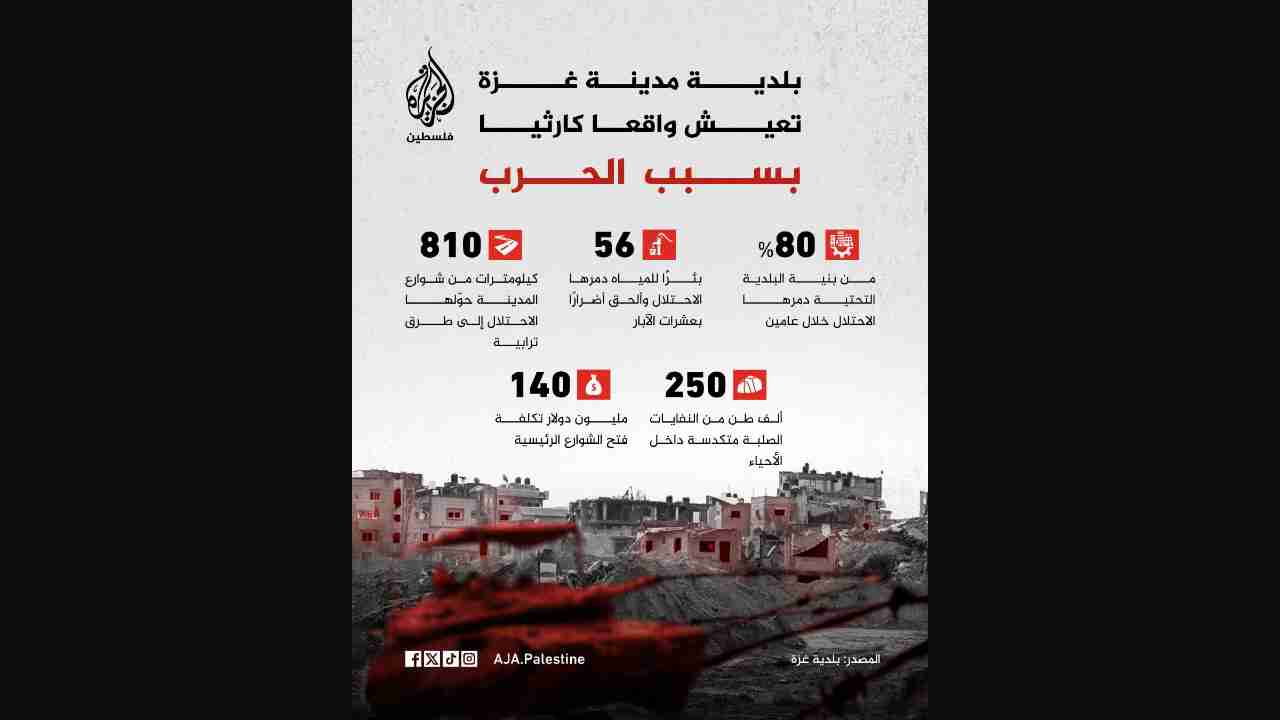 بلدية مدينة غزة
تعيش واقعا كارثيا
بسبب الحرب
الجزيرة
فلسطين
80%
من بنية البلدية
التحتية دمرها
الاحتلال خلال عامين
56
بئرًا للمياه دمرها
الاحتلال وألحق أضرارًا
بعشرات الآبار
810
كيلومترات من شوارع
المدينة حوّلها
الاحتلال إلى طرق
ترابية
250
ألف طن من النفايات
الصلبة متكدسة داخل
الأحياء
140
مليون دولار تكلفة
فتح الشوارع الرئيسية
المصدر: بلدية غزة
AJA.Palestine